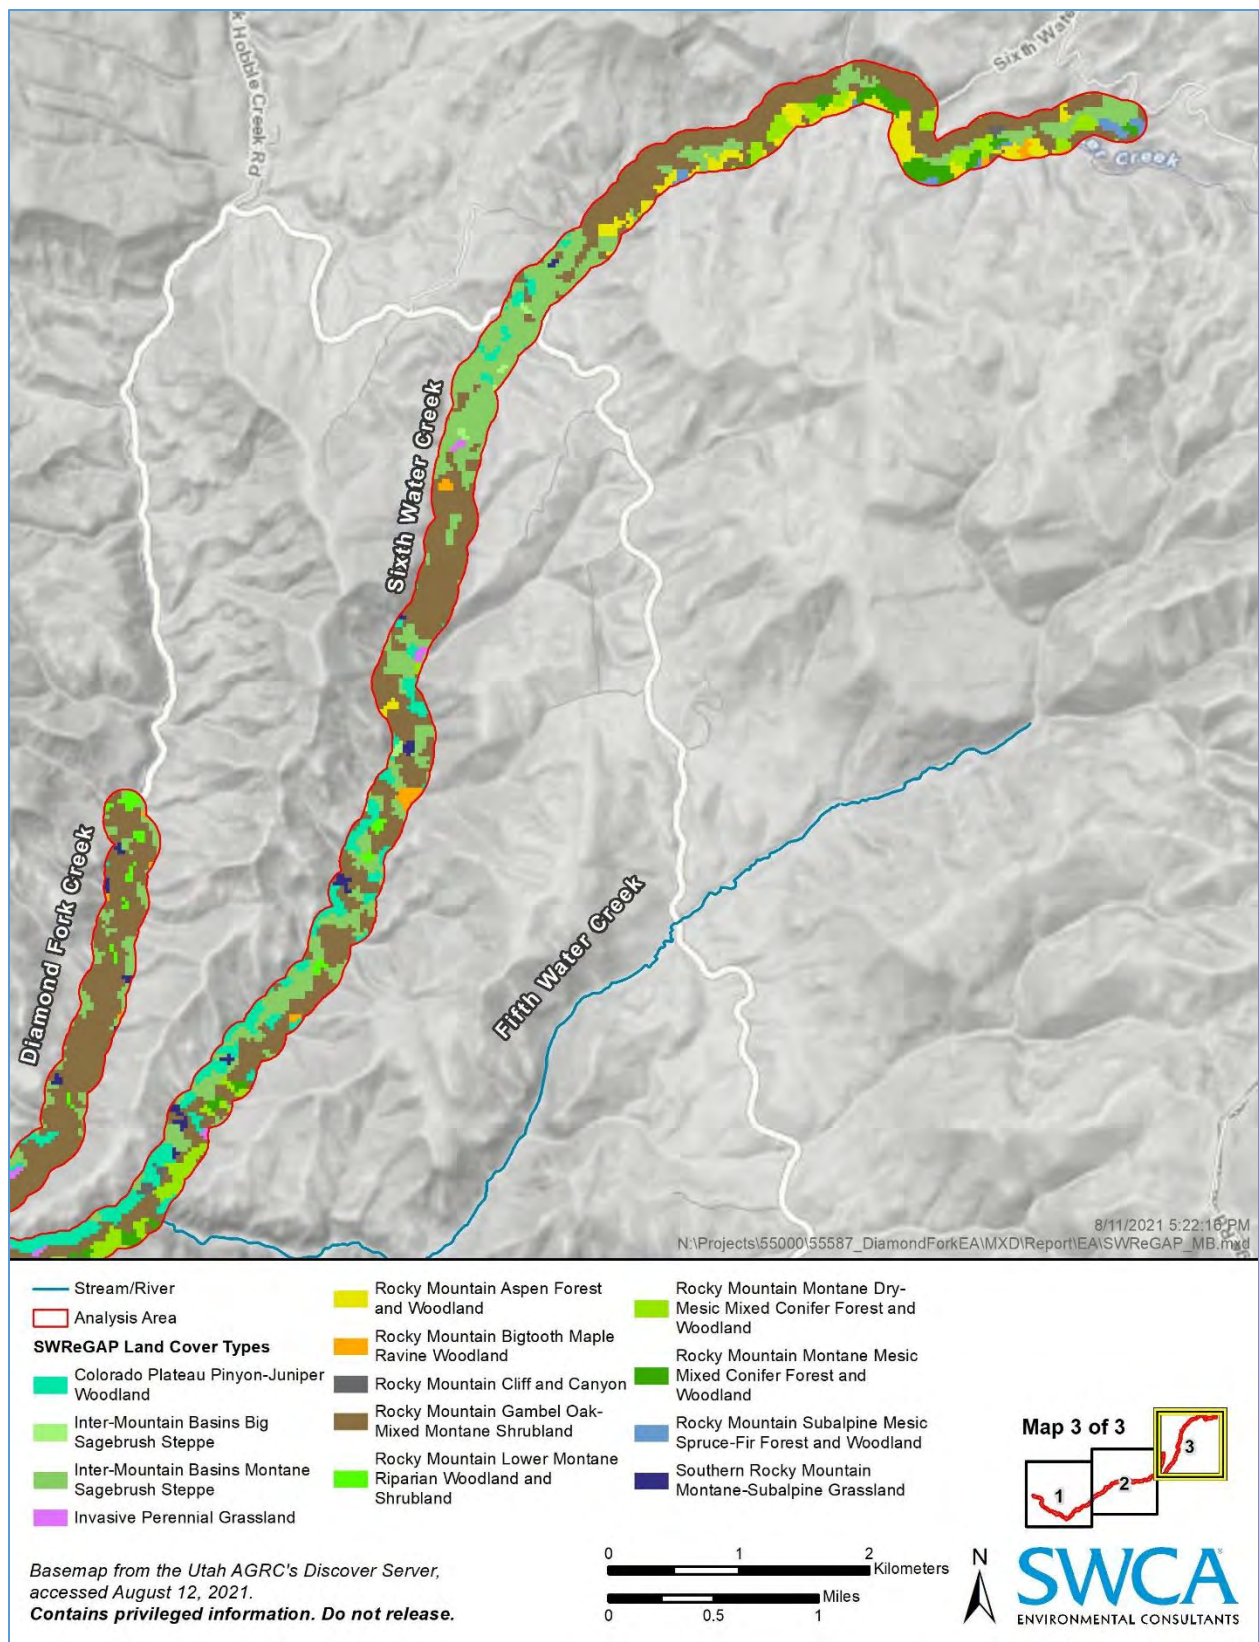 k Hobble Creek Rd
Sixth Wate
er Creek
Sixth Water Creek
Diamond Fork Creek
Fifth Water Creek
8/11/2021 5:22:16 PM
N:\Projects\55000\55587_DiamondForkEA\MXD\Report\EA\SWReGAP_MB.mxd
Stream/River
Analysis Area
SWReGAP Land Cover Types
Colorado Plateau Pinyon-Juniper
Woodland
Inter-Mountain Basins Big
Sagebrush Steppe
Inter-Mountain Basins Montane
Sagebrush Steppe
Invasive Perennial Grassland
Rocky Mountain Aspen Forest
and Woodland
Rocky Mountain Bigtooth Maple
Ravine Woodland
Rocky Mountain Cliff and Canyon
Rocky Mountain Gambel Oak-
Mixed Montane Shrubland
Rocky Mountain Lower Montane
Riparian Woodland and
Shrubland
Rocky Mountain Montane Dry-
Mesic Mixed Conifer Forest and
Woodland
Rocky Mountain Montane Mesic
Mixed Conifer Forest and
Woodland
Rocky Mountain Subalpine Mesic
Spruce-Fir Forest and Woodland
Southern Rocky Mountain
Montane-Subalpine Grassland
Map 3 of 3
1
2
3
Basemap from the Utah AGRC's Discover Server,
accessed August 12, 2021.
Contains privileged information. Do not release.
0 1 2
Kilometers
Miles
0 0.5 1
N
SWCA®
ENVIRONMENTAL CONSULTANTS